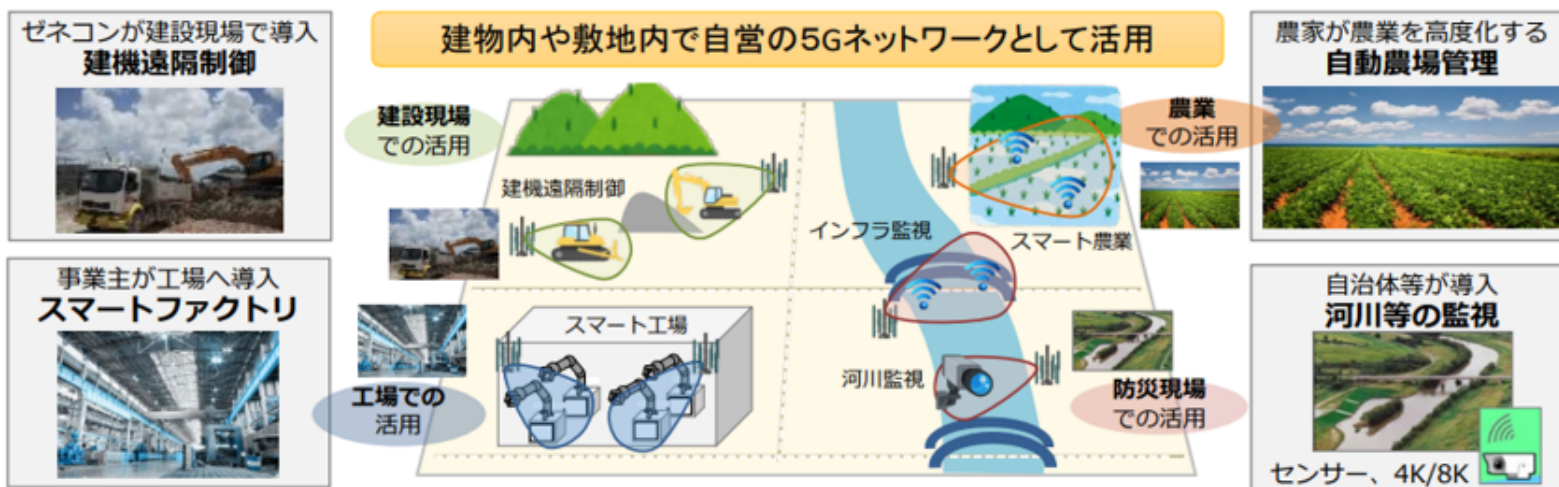 建物内や敷地内で自営の5Gネットワークとして活用
ゼネコンが建設現場で導入
建機遠隔制御
事業主が工場へ導入
スマートファクトリ
建設現場
での活用
建機遠隔制御
スマート工場
工場での
活用
農業
での活用
スマート農業
インフラ監視
河川監視
防災現場
での活用
農家が農業を高度化する
自動農場管理
自治体等が導入
河川等の監視
センサー、4K/8K